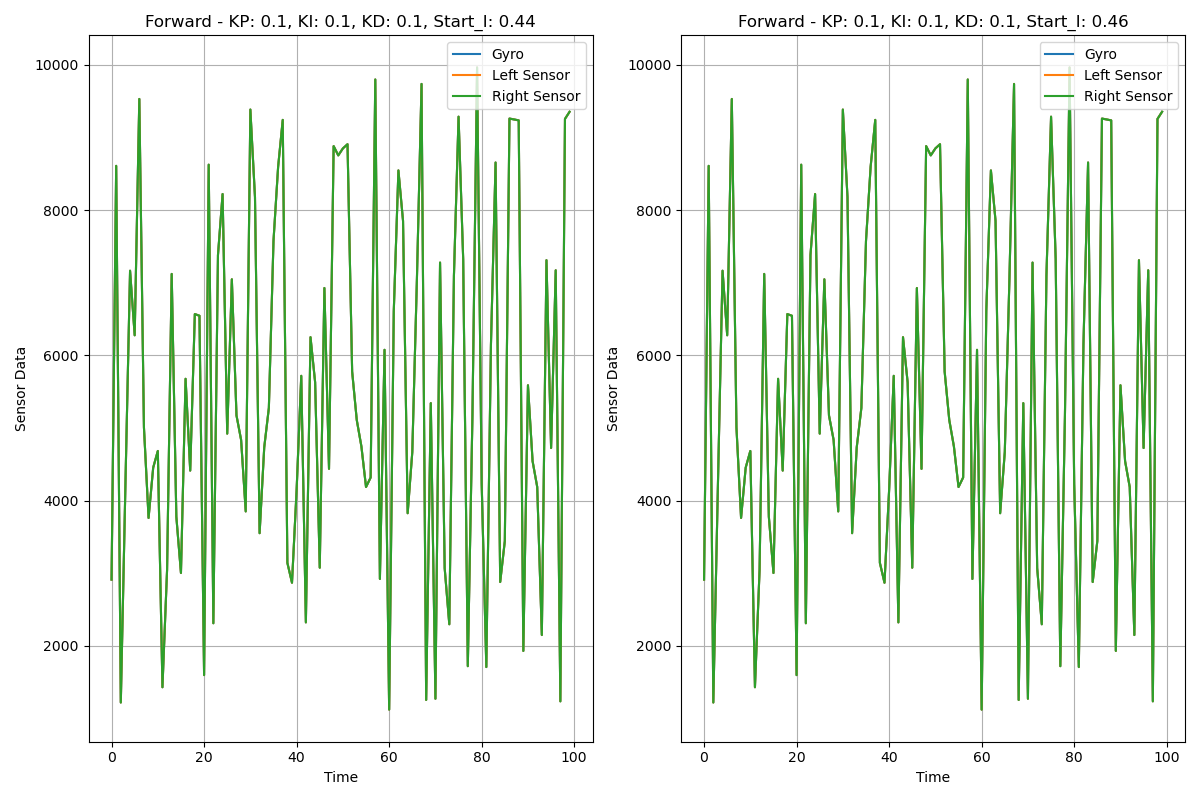 Forward - KP: 0.1, KI: 0.1, KD: 0.1, Start_I: 0.44
Gyro
Left Sensor
Right Sensor
10000
8000
6000
4000
2000
Sensor Data
0 20 40 60 80 100
Time
Forward - KP: 0.1, KI: 0.1, KD: 0.1, Start_I: 0.46
Gyro
Left Sensor
Right Sensor
10000
8000
6000
4000
2000
Sensor Data
0 20 40 60 80 100
Time